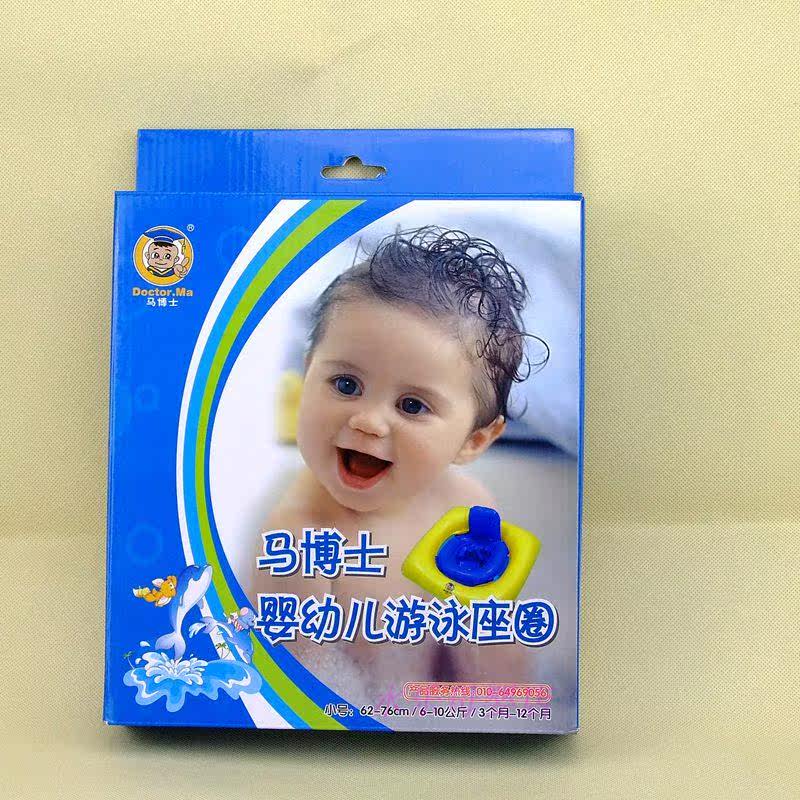 ®
Doctor.Ma
马博士
马博士
婴幼儿游泳座圈
产品服务热线:010-64969056
小号：62-76cm/6-10公斤/3个月-12个月